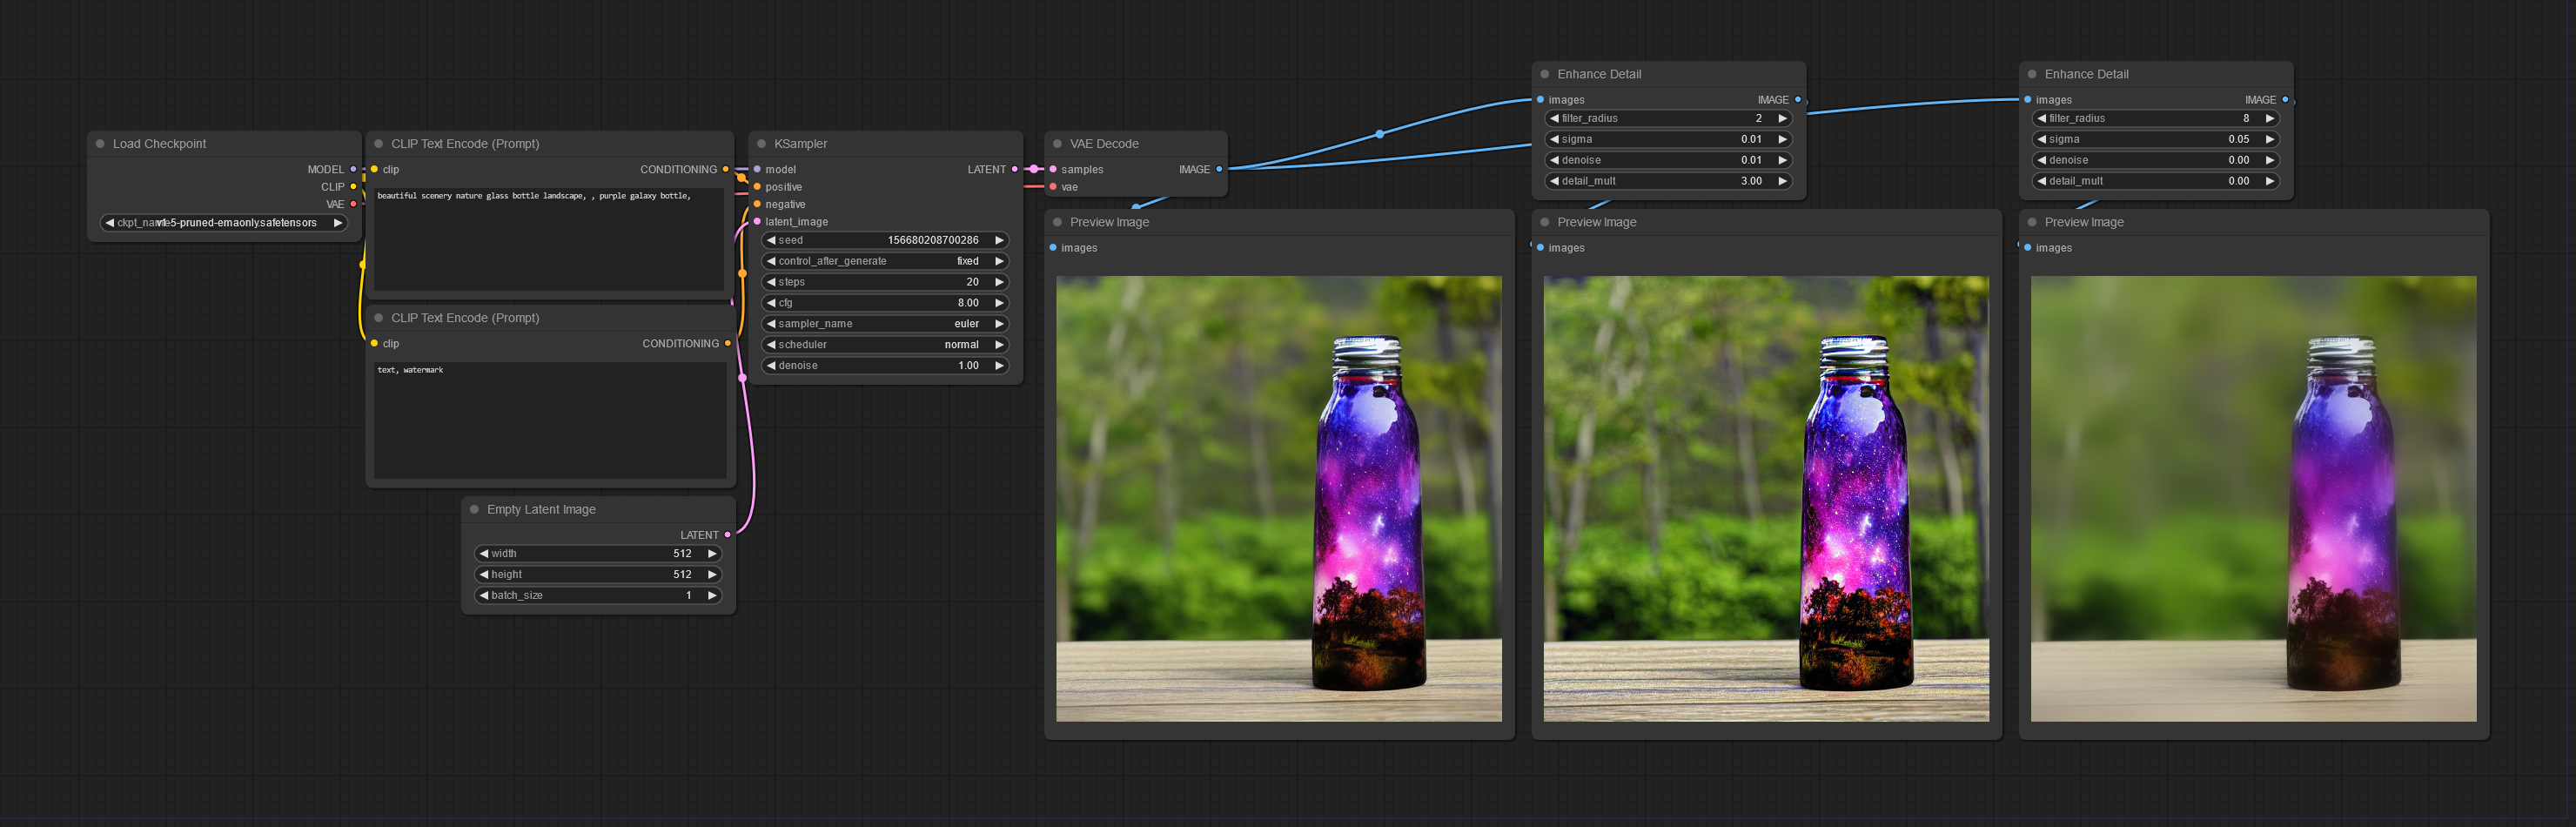 Load Checkpoint
MODEL
CLIP
VAE
ckpt_name v1-5-pruned-emaonly.safetensors
CLIP Text Encode (Prompt)
clip
CONDITIONING
beautiful scenery nature glass bottle landscape, , purple galaxy bottle,
CLIP Text Encode (Prompt)
clip
CONDITIONING
text, watermark
Empty Latent Image
LATENT
width 512
height 512
batch_size 1
KSampler
model
LATENT
positive
negative
latent_image
seed 156680208700286
control_after_generate fixed
steps 20
cfg 8.00
sampler_name euler
scheduler normal
denoise 1.00
VAE Decode
samples
IMAGE
vae
Preview Image
images
Enhance Detail
images
IMAGE
filter_radius 2
sigma 0.01
denoise 0.01
detail_mult 3.00
Preview Image
images
Enhance Detail
images
IMAGE
filter_radius 8
sigma 0.05
denoise 0.00
detail_mult 0.00
Preview Image
images